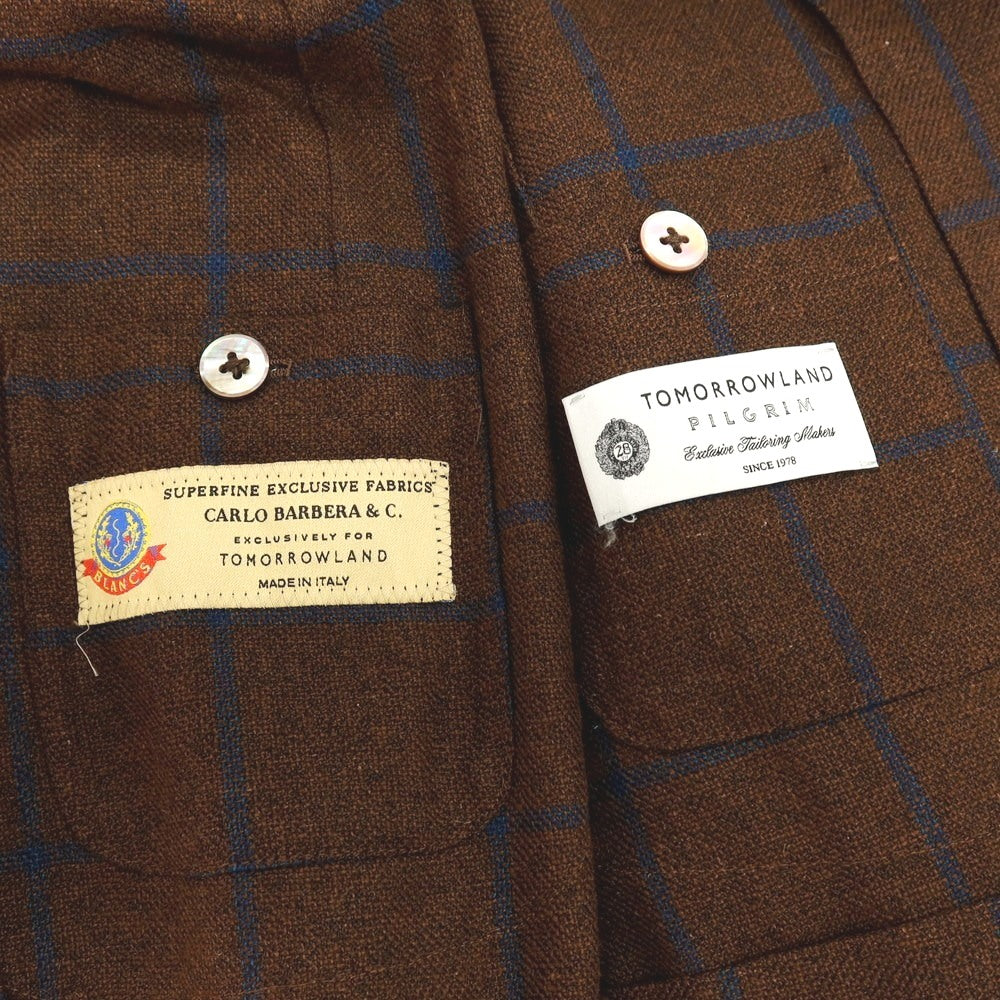 SUPERFINE EXCLUSIVE FABRICS
CARLO BARBERA & C.
EXCLUSIVELY FOR
TOMORROWLAND
MADE IN ITALY
BLANC'S
TOMORROWLAND
PILGRIM
Exclusive Tailoring Makers
SINCE 1978
28